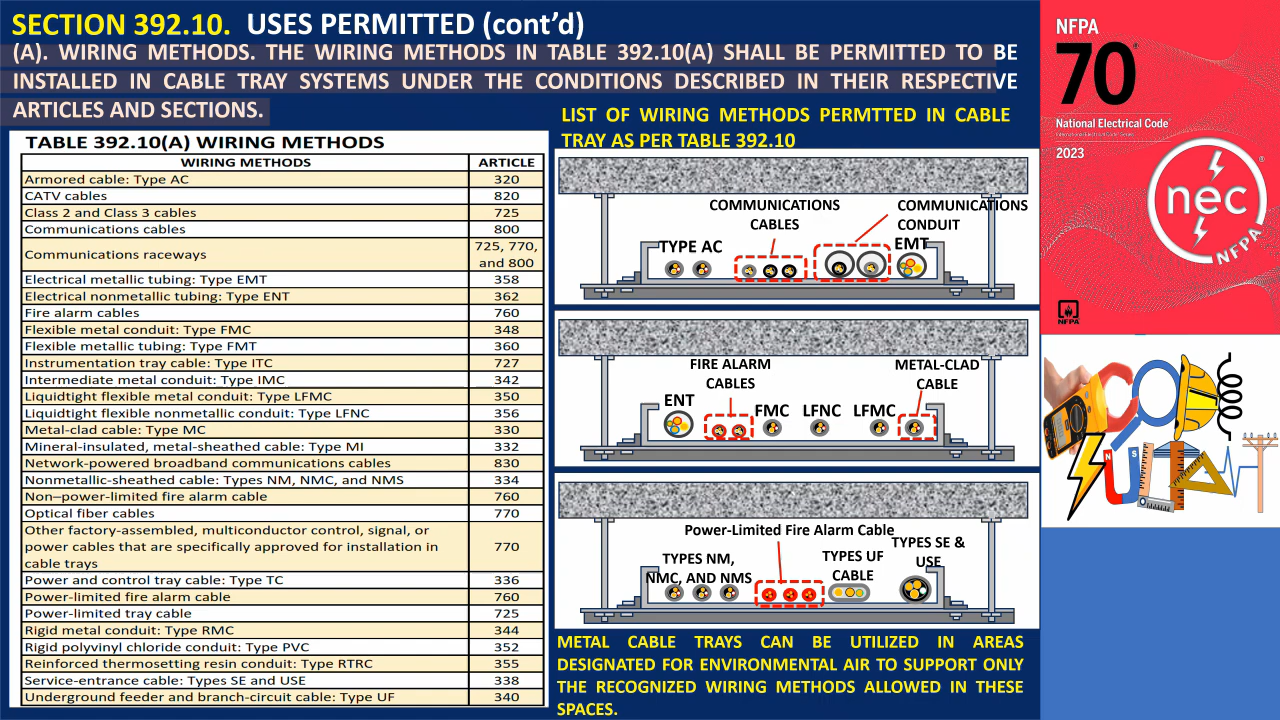 SECTION 392.10. USES PERMITTED (cont’d)
(A). WIRING METHODS. THE WIRING METHODS IN TABLE 392.10(A) SHALL BE PERMITTED TO BE
INSTALLED IN CABLE TRAY SYSTEMS UNDER THE CONDITIONS DESCRIBED IN THEIR RESPECTIVE
ARTICLES AND SECTIONS.
TABLE 392.10(A) WIRING METHODS
WIRING METHODS ARTICLE
Armored cable: Type AC 320
CATV cables 820
Class 2 and Class 3 cables 725
Communications cables 800
Communications raceways 725, 770,
and 800
Electrical metallic tubing: Type EMT 358
Electrical nonmetallic tubing: Type ENT 362
Fire alarm cables 760
Flexible metal conduit: Type FMC 348
Flexible metallic tubing: Type FMT 360
Instrumentation tray cable: Type ITC 727
Intermediate metal conduit: Type IMC 342
Liquidtight flexible metal conduit: Type LFMC 350
Liquidtight flexible nonmetallic conduit: Type LFNC 356
Metal-clad cable: Type MC 330
Mineral-insulated, metal-sheathed cable: Type MI 332
Network-powered broadband communications cables 830
Nonmetallic-sheathed cable: Types NM, NMC, and NMS 334
Non–power-limited fire alarm cable 760
Optical fiber cables 770
Other factory-assembled, multiconductor control, signal, or
power cables that are specifically approved for installation in 770
cable trays
Power and control tray cable: Type TC 336
Power-limited fire alarm cable 760
Power-limited tray cable 725
Rigid metal conduit: Type RMC 344
Rigid polyvinyl chloride conduit: Type PVC 352
Reinforced thermosetting resin conduit: Type RTRC 355
Service-entrance cable: Types SE and USE 338
Underground feeder and branch-circuit cable: Type UF 340
LIST OF WIRING METHODS PERMTTED IN CABLE
TRAY AS PER TABLE 392.10
COMMUNICATIONS
CABLES
COMMUNICATIONS
CONDUIT
TYPE AC
EMT
FIRE ALARM
CABLES
METAL-CLAD
CABLE
ENT
FMC
LFNC
LFMC
Power-Limited Fire Alarm Cable
TYPES NM,
NMC, AND NMS
TYPES UF
CABLE
TYPES SE &
USE
METAL CABLE TRAYS CAN BE UTILIZED IN AREAS
DESIGNATED FOR ENVIRONMENTAL AIR TO SUPPORT ONLY
THE RECOGNIZED WIRING METHODS ALLOWED IN THESE
SPACES.
NFPA
70®
National Electrical Code®
International Electrical Code® Series
2023
nec®
NFPA
NFPA
N S